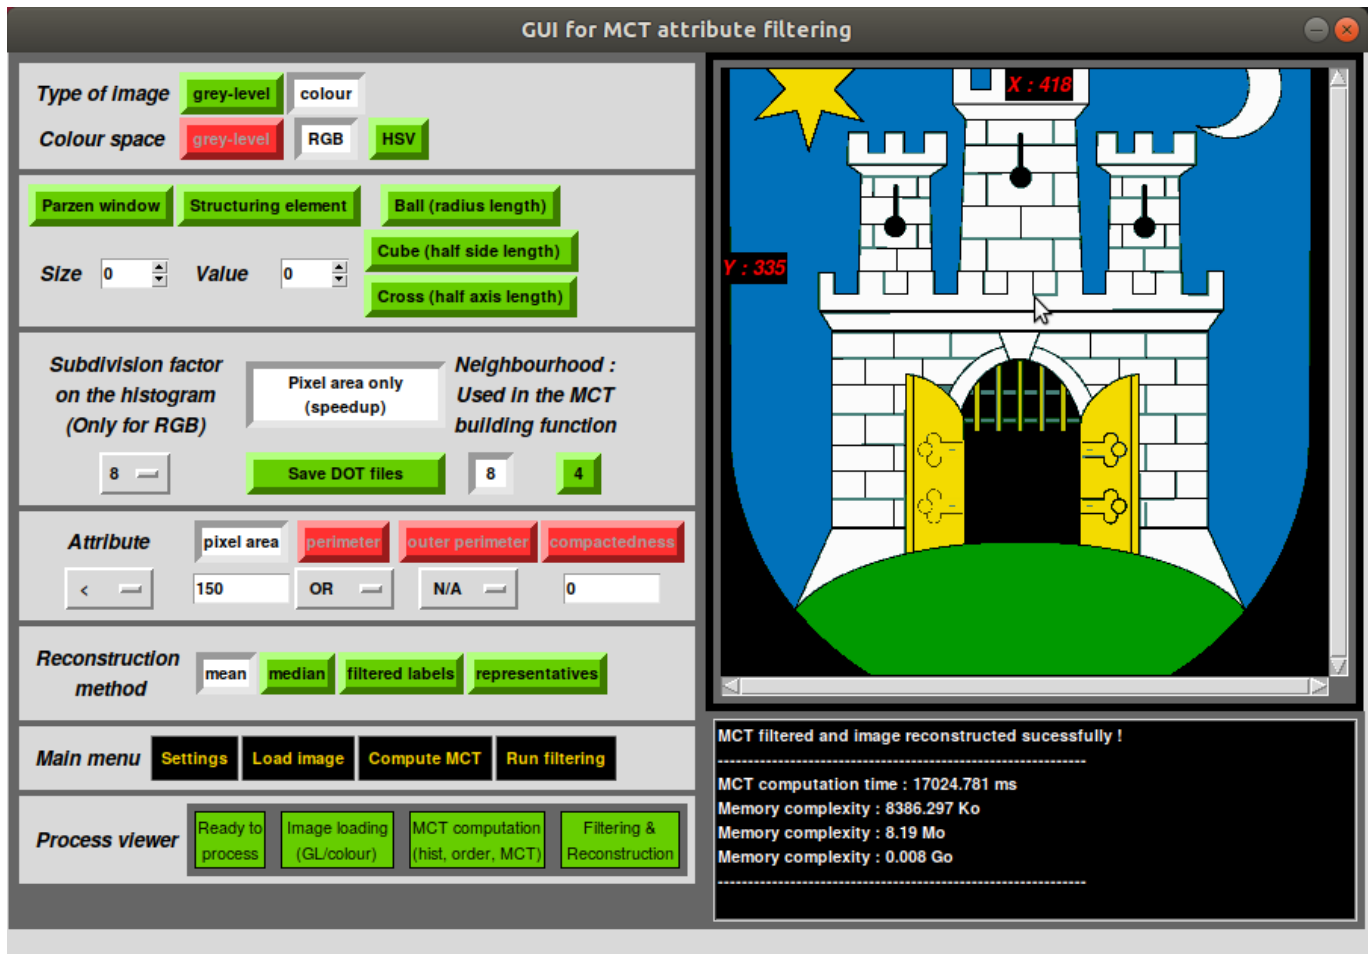 GUI for MCT attribute filtering
Type of image grey-level colour
Colour space grey-level RGB HSV
Parzen window Structuring element Ball (radius length)
Cube (half side length)
Size 0 Value 0
Cross (half axis length)
Subdivision factor
on the histogram
(Only for RGB)
Pixel area only
(speedup)
Neighbourhood :
Used in the MCT
building function
8 Save DOT files 8 4
Attribute pixel area perimeter outer perimeter compactedness
< 150 OR N/A 0
Reconstruction
method
mean median filtered labels representatives
Main menu Settings Load image Compute MCT Run filtering
Process viewer
Ready to
process
Image loading
(GL/colour)
MCT computation
(hist, order, MCT)
Filtering &
Reconstruction
X : 418
Y : 335
MCT filtered and image reconstructed sucessfully !
--------------------------------------------------------------
MCT computation time : 17024.781 ms
Memory complexity : 8386.297 Ko
Memory complexity : 8.19 Mo
Memory complexity : 0.008 Go
--------------------------------------------------------------